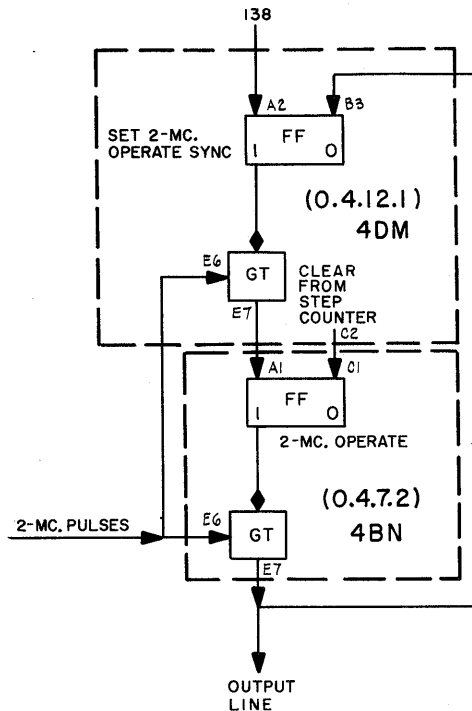 138
A2
B3
SET 2-MC.
OPERATE SYNC
FF
1 0
(0.4.12.1)
4DM
E6
GT
CLEAR
FROM
STEP
COUNTER
E7
C2
A1
C1
FF
1 0
2-MC. OPERATE
(0.4.7.2)
4BN
2-MC. PULSES
E6
GT
E7
OUTPUT
LINE